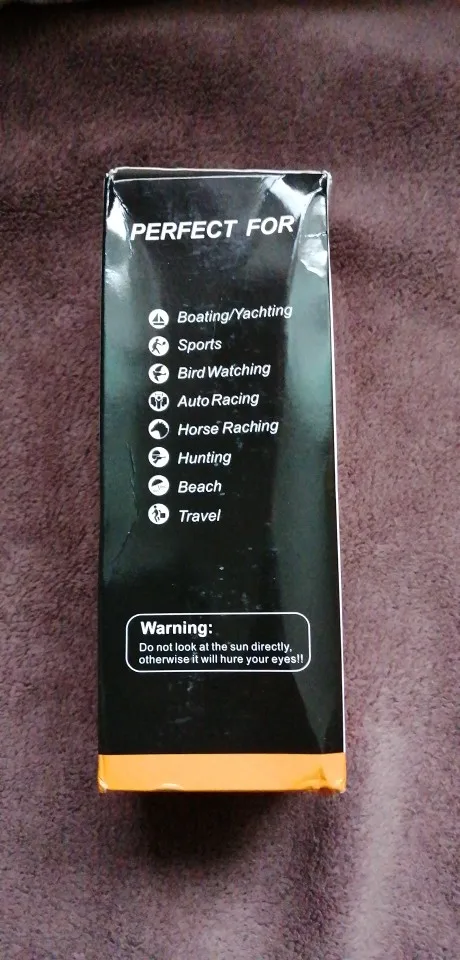 PERFECT FOR
Boating/Yachting
Sports
Bird Watching
Auto Racing
Horse Raching
Hunting
Beach
Travel
Warning:
Do not look at the sun directly,
otherwise it will hure your eyes!!